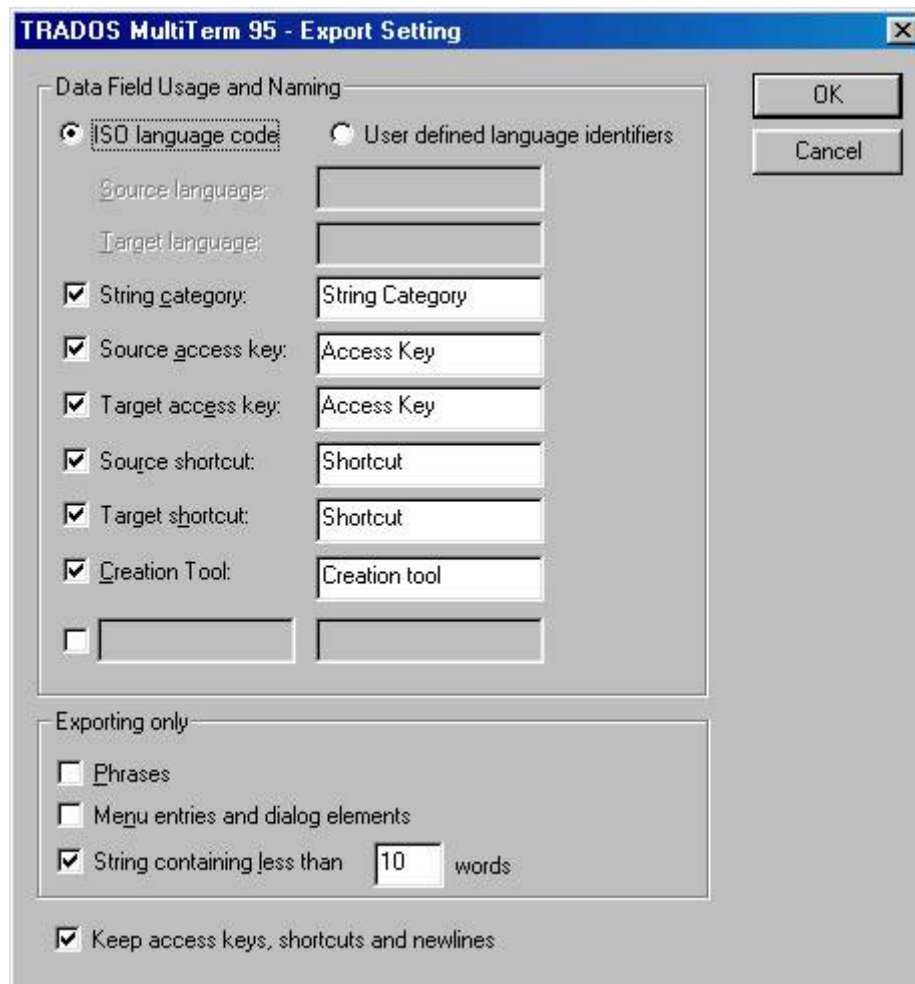 TRADOS MultiTerm 95 - Export Setting
Data Field Usage and Naming
OK
ISO language code
User defined language identifiers
Cancel
Source language:
Target language:
String category: String Category
Source access key: Access Key
Target access key: Access Key
Source shortcut: Shortcut
Target shortcut: Shortcut
Creation Tool: Creation tool
Exporting only
Phrases
Menu entries and dialog elements
String containing less than 10 words
Keep access keys, shortcuts and newlines